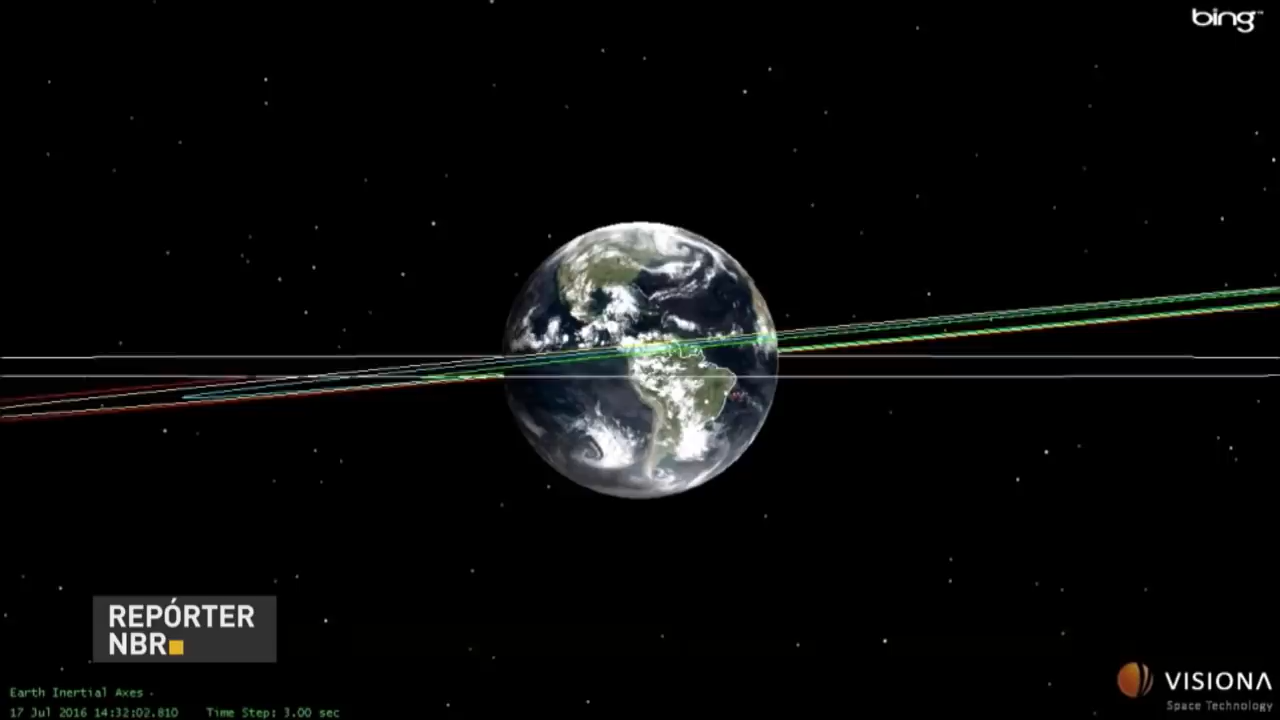 bing™
REPÓRTER
NBR
VISIONA
Space Technology
Earth Inertial Axes
17 Jul 2016 14:32:02.810 Time Step: 3.00 sec